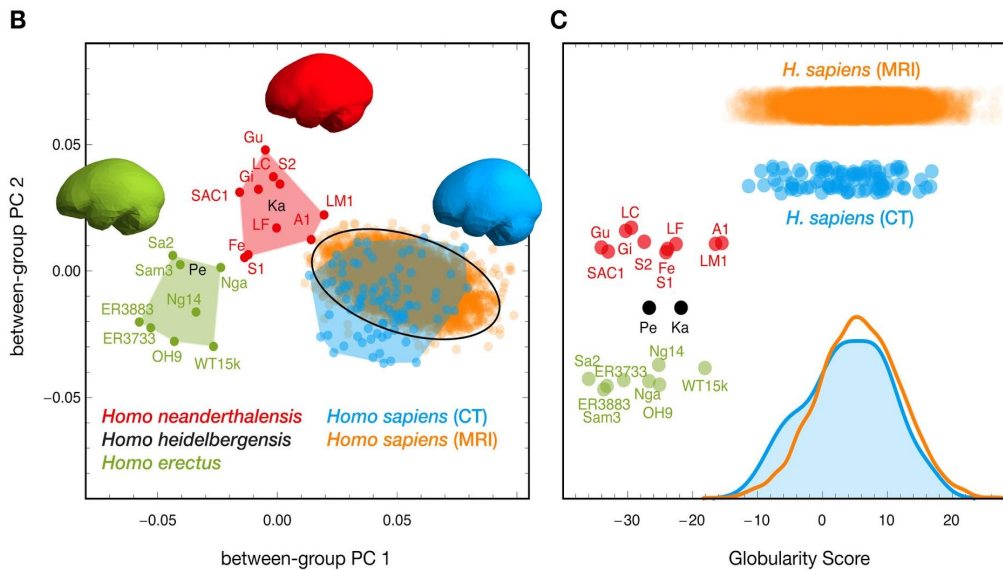 B
between-group PC 2
0.05
0.00
−0.05
−0.05
0.00
0.05
between-group PC 1
Gu
LC S2
Gi
SAC1
LM1
Ka
LF A1
Fe
S1
Sa2
Pe
Sam3
Nga
Ng14
ER3883
ER3733
OH9
WT15k
Homo neanderthalensis
Homo heidelbergensis
Homo erectus
Homo sapiens (CT)
Homo sapiens (MRI)
C
H. sapiens (MRI)
H. sapiens (CT)
LC
Gu
LF
A1
Gi
S2
LM1
SAC1
Fe
S1
Pe
Ka
Ng14
Sa2
ER3733
WT15k
Nga
ER3883
OH9
Sam3
−30
−20
−10
0
10
20
Globularity Score